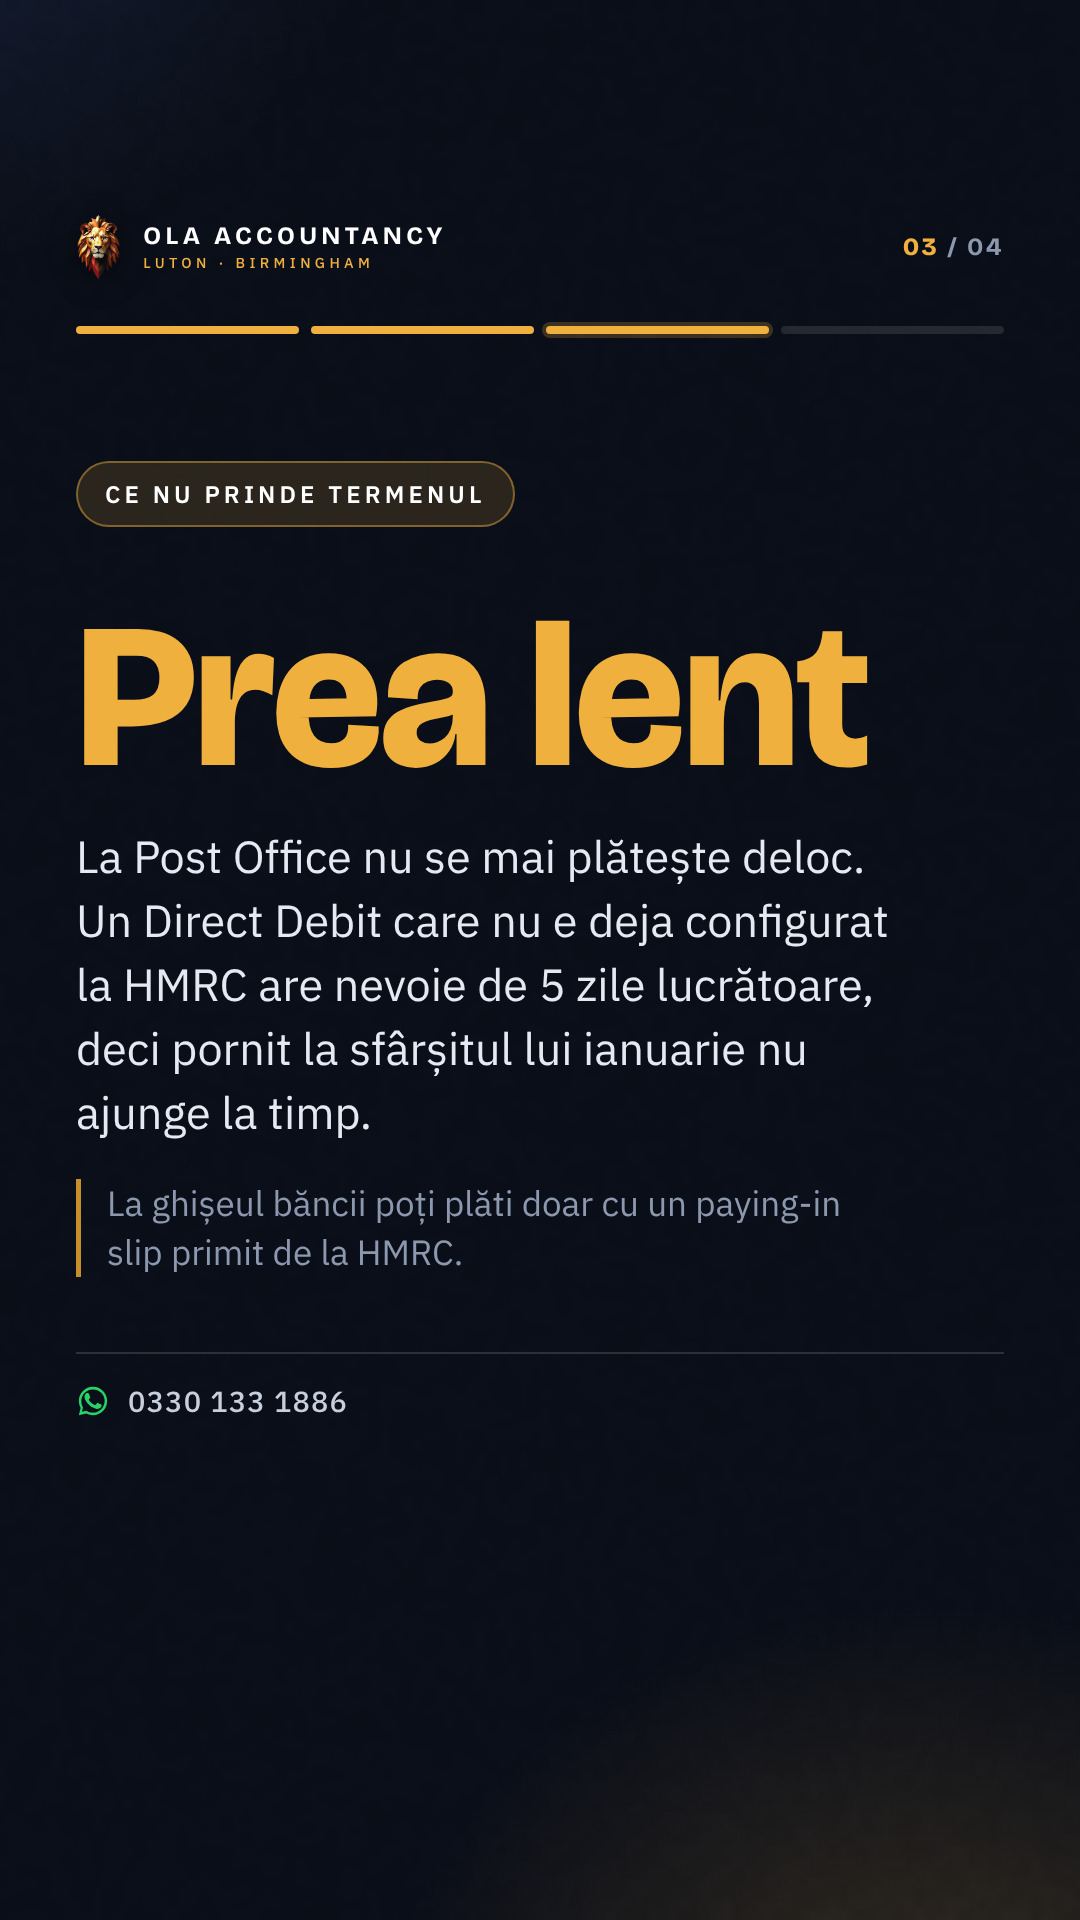 OLA ACCOUNTANCY
LUTON · BIRMINGHAM
03 / 04
CE NU PRINDE TERMENUL
Prea lent
La Post Office nu se mai plătește deloc.
Un Direct Debit care nu e deja configurat
la HMRC are nevoie de 5 zile lucrătoare,
deci pornit la sfârșitul lui ianuarie nu
ajunge la timp.
La ghișeul băncii poți plăti doar cu un paying-in
slip primit de la HMRC.
0330 133 1886